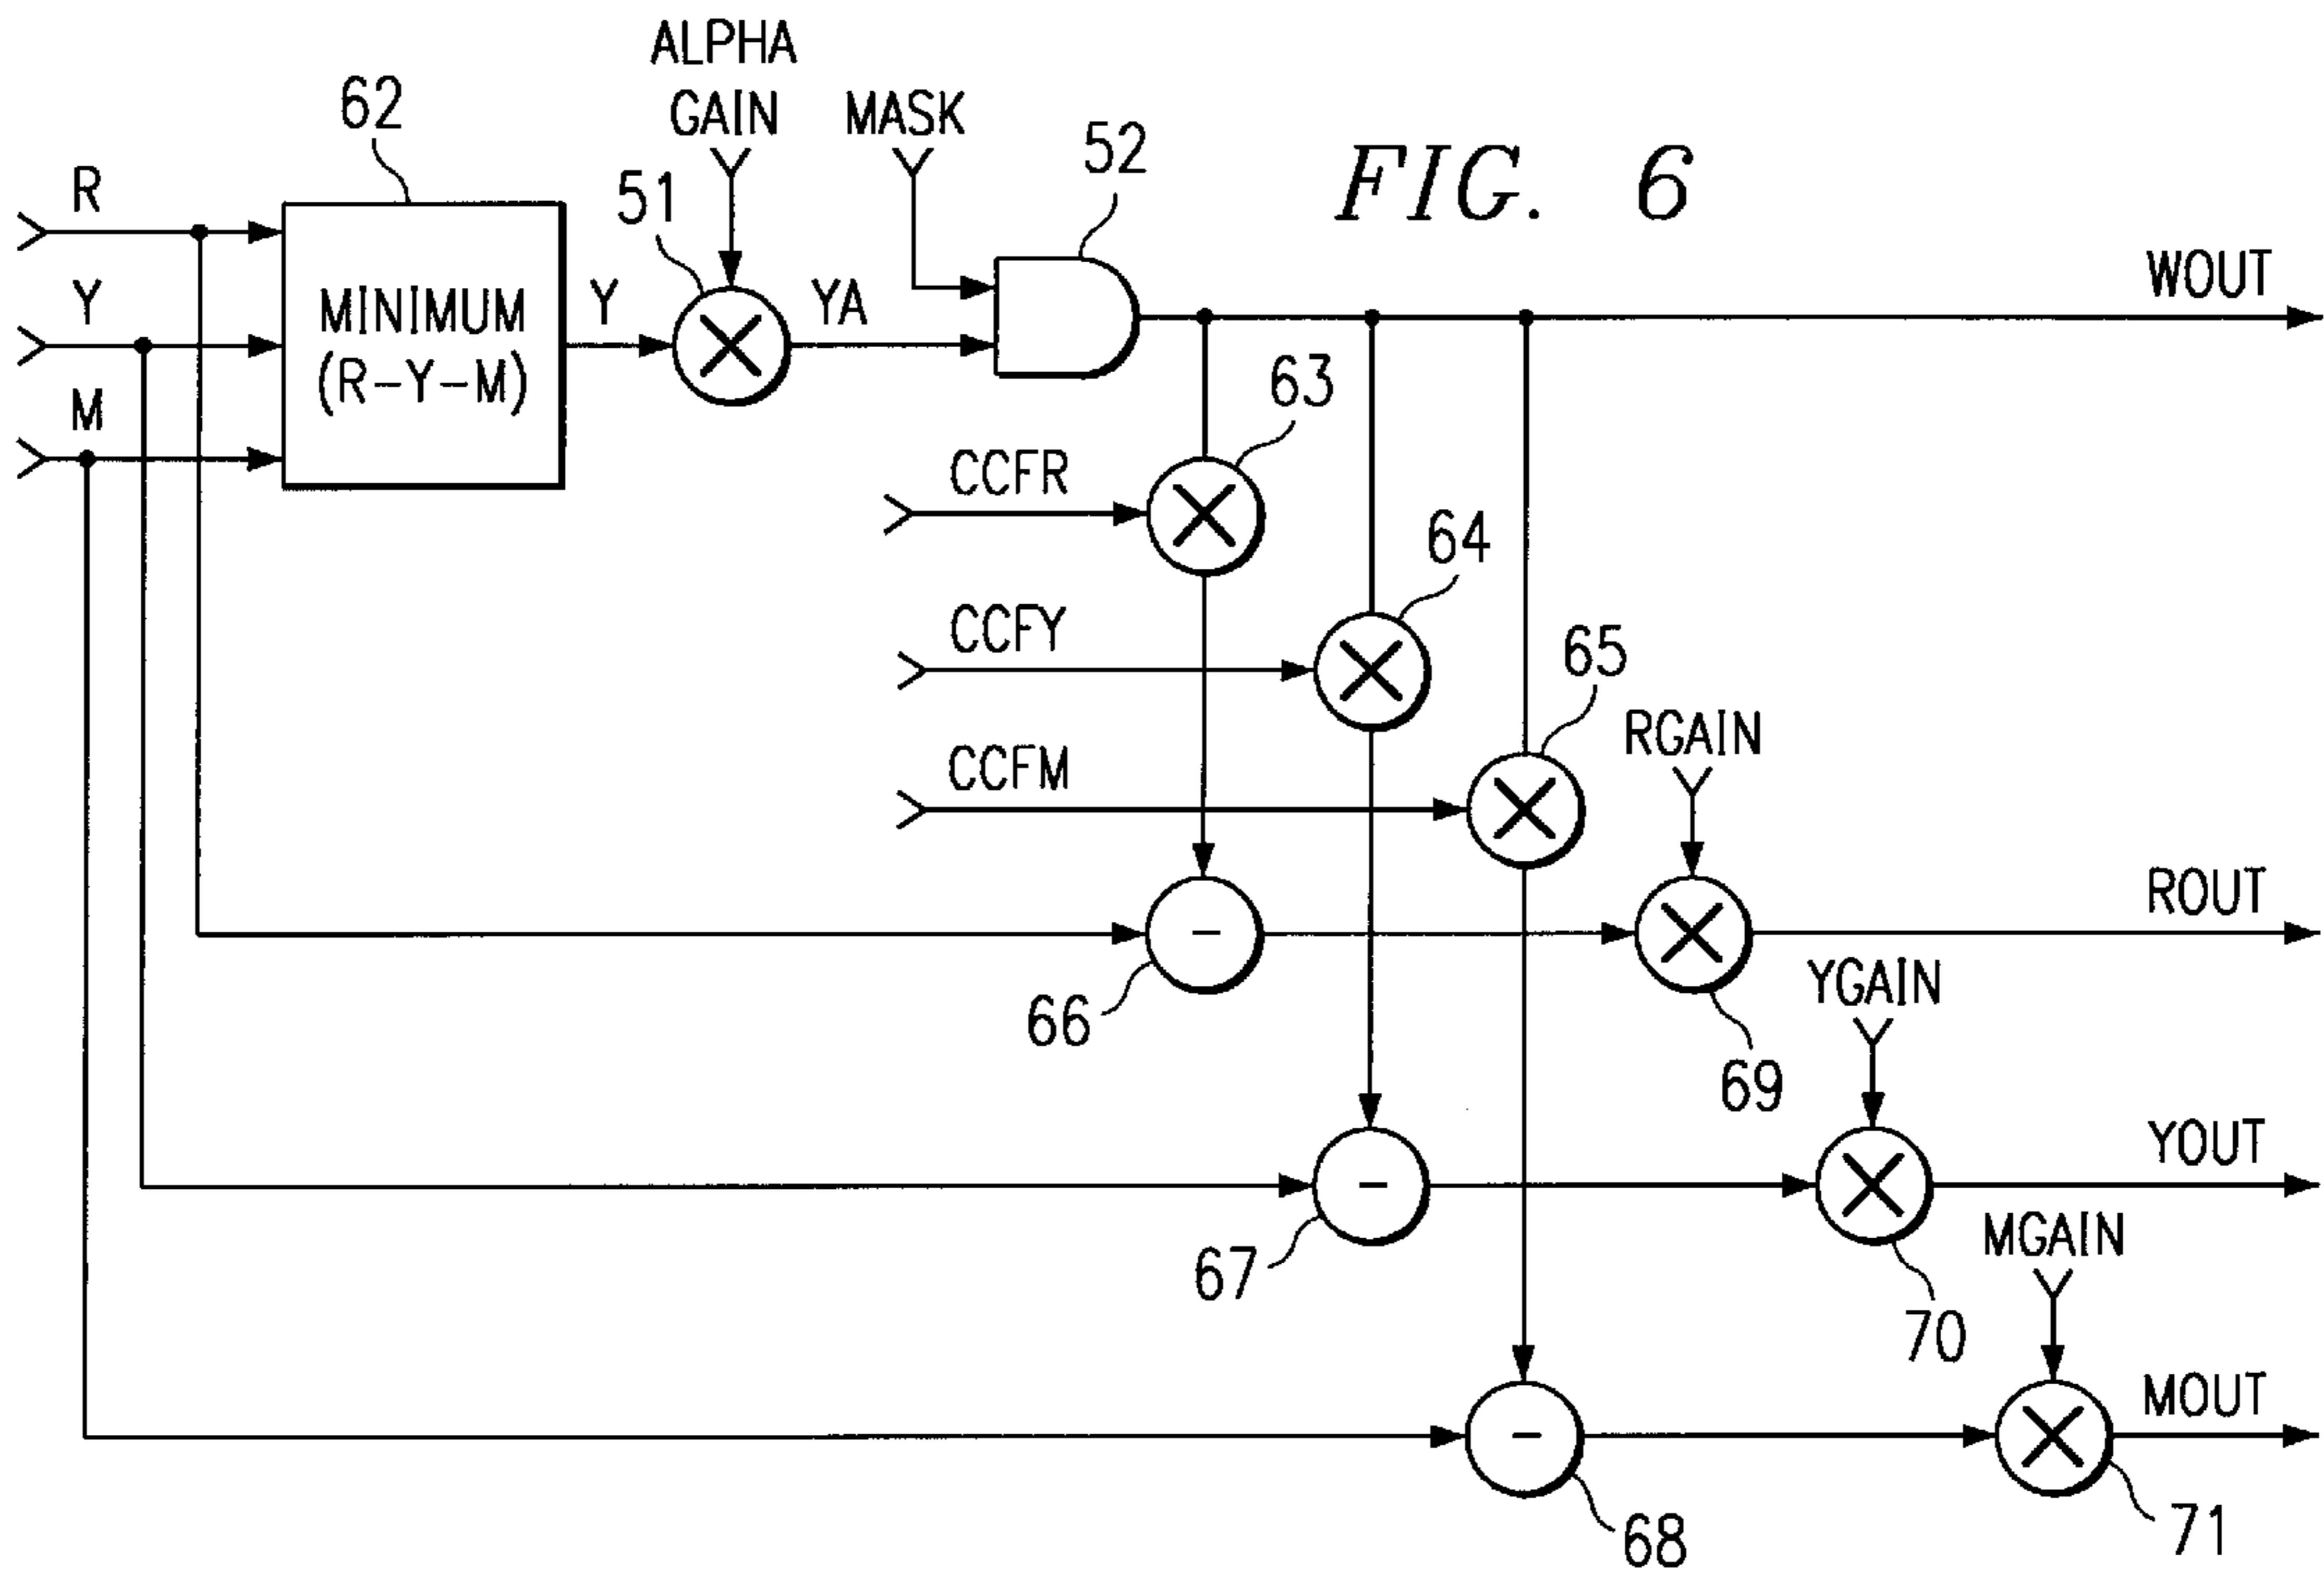 ALPHA
GAIN
MASK
FIG. 6
62
51
52
R
Y
M
MINIMUM
(R-Y-M)
Y
YA
WOUT
63
CCFR
64
CCFY
65
CCFM
RGAIN
ROUT
66
69
YGAIN
YOUT
67
70
MGAIN
MOUT
68
71